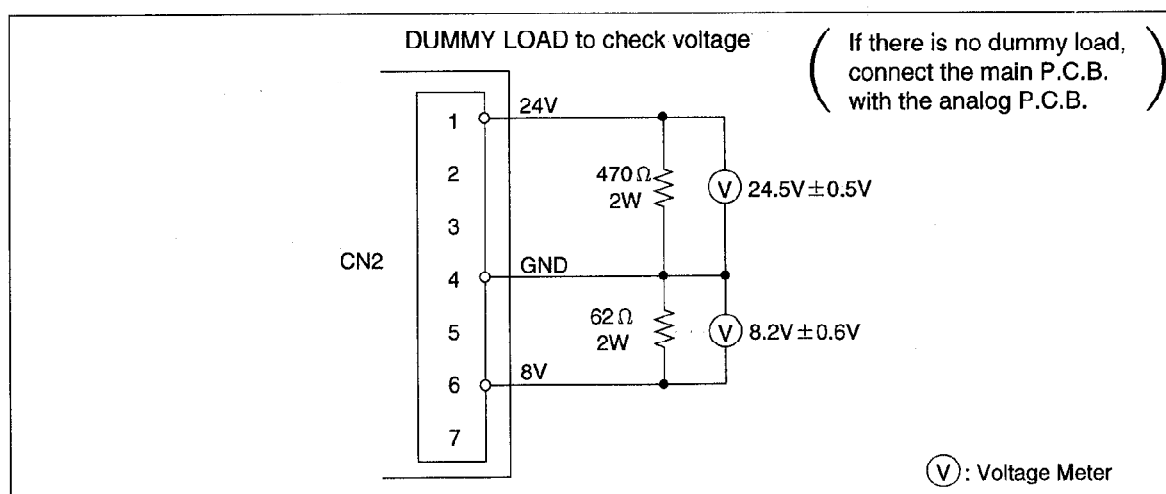 DUMMY LOAD to check voltage
If there is no dummy load,
connect the main P.C.B.
with the analog P.C.B.
24V
1
2
470Ω
2W
V
24.5V±0.5V
3
CN2
4
GND
5
62Ω
2W
V
8.2V±0.6V
8V
6
7
V : Voltage Meter